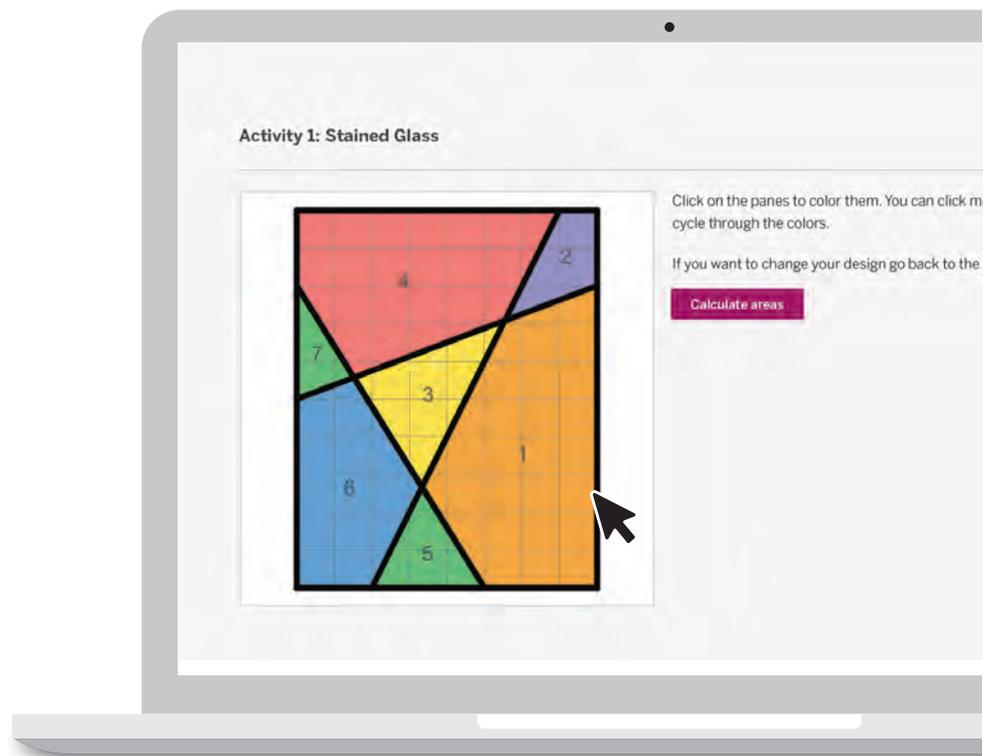 Activity 1: Stained Glass
Click on the panes to color them. You can click m
cycle through the colors.
If you want to change your design go back to the
Calculate areas
2
4
7
3
1
6
5